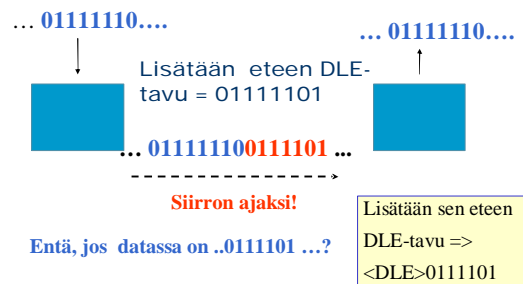 ... 01111110....
... 01111110....
Lisätään eteen DLE-
tavu = 01111101
... 011111100111101 ...
Siirron ajaksi!
Entä, jos datassa on ..0111101 ...?
Lisätään sen eteen
DLE-tavu =>
<DLE>0111101